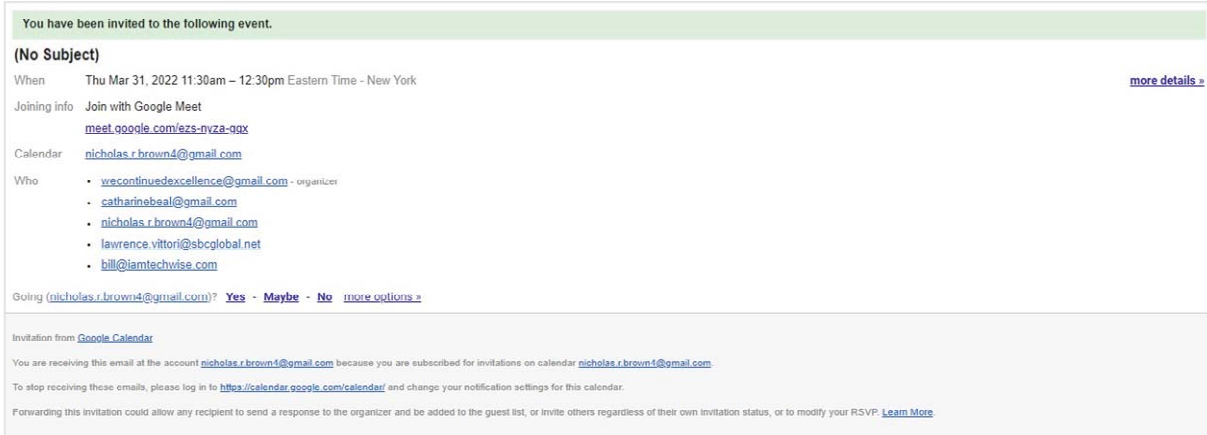 You have been invited to the following event.
(No Subject)
When Thu Mar 31, 2022 11:30am – 12:30pm Eastern Time - New York more details »
Joining info Join with Google Meet
meet.google.com/ezs-nyza-gqx
Calendar nicholas.r.brown4@gmail.com
Who • wecontinuedexcellence@gmail.com - organizer
• catharinebeal@gmail.com
• nicholas.r.brown4@gmail.com
• lawrence.vittori@sbcglobal.net
• bill@iamtechwise.com
Going (nicholas.r.brown4@gmail.com)? Yes - Maybe - No more options »
Invitation from Google Calendar
You are receiving this email at the account nicholas.r.brown4@gmail.com because you are subscribed for invitations on calendar nicholas.r.brown4@gmail.com.
To stop receiving these emails, please log in to https://calendar.google.com/calendar/ and change your notification settings for this calendar.
Forwarding this invitation could allow any recipient to send a response to the organizer and be added to the guest list, or invite others regardless of their own invitation status, or to modify your RSVP. Learn More.